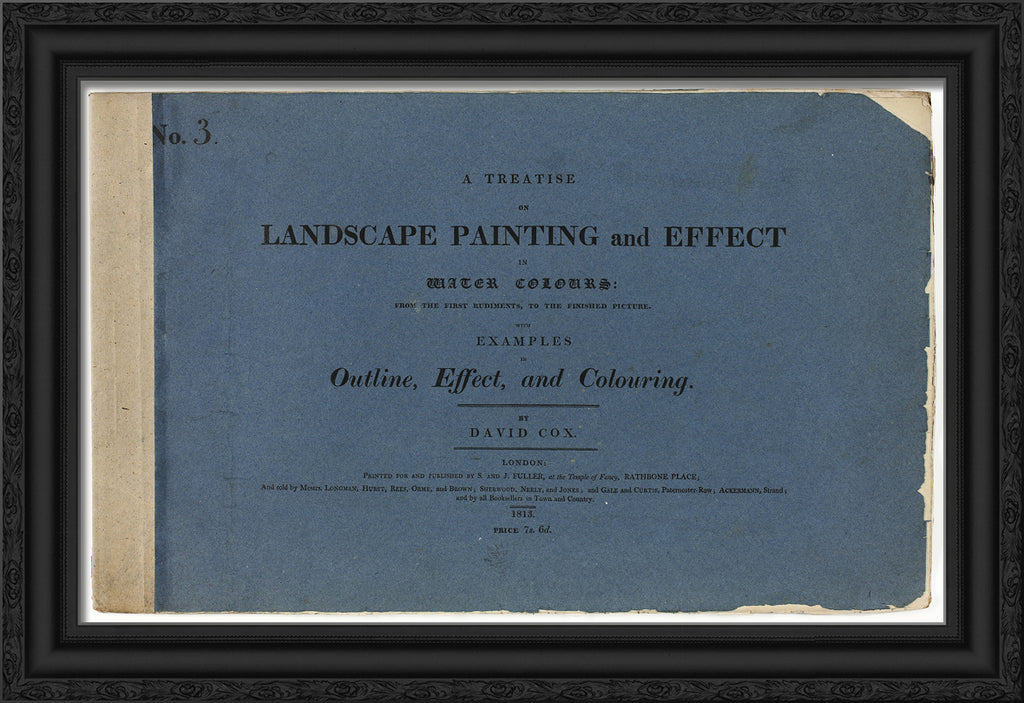 No. 3.
A TREATISE
ON
LANDSCAPE PAINTING and EFFECT
IN
WATER COLOURS:
FROM THE FIRST RUDIMENTS, TO THE FINISHED PICTURE.
WITH
EXAMPLES
IN
Outline, Effect, and Colouring.
BY
DAVID COX.
LONDON:
PRINTED FOR AND PUBLISHED BY S. AND J. FULLER, at the Temple of Fancy, RATHBONE PLACE;
And sold by Messrs. LONGMAN, HURST, REES, ORME, and BROWN; SHERWOOD, NEELY, and JONES; and GALE and CURTIS, Paternoster-Row; ACKERMANN, Strand;
and by all Booksellers in Town and Country.
1813.
PRICE 7s. 6d.